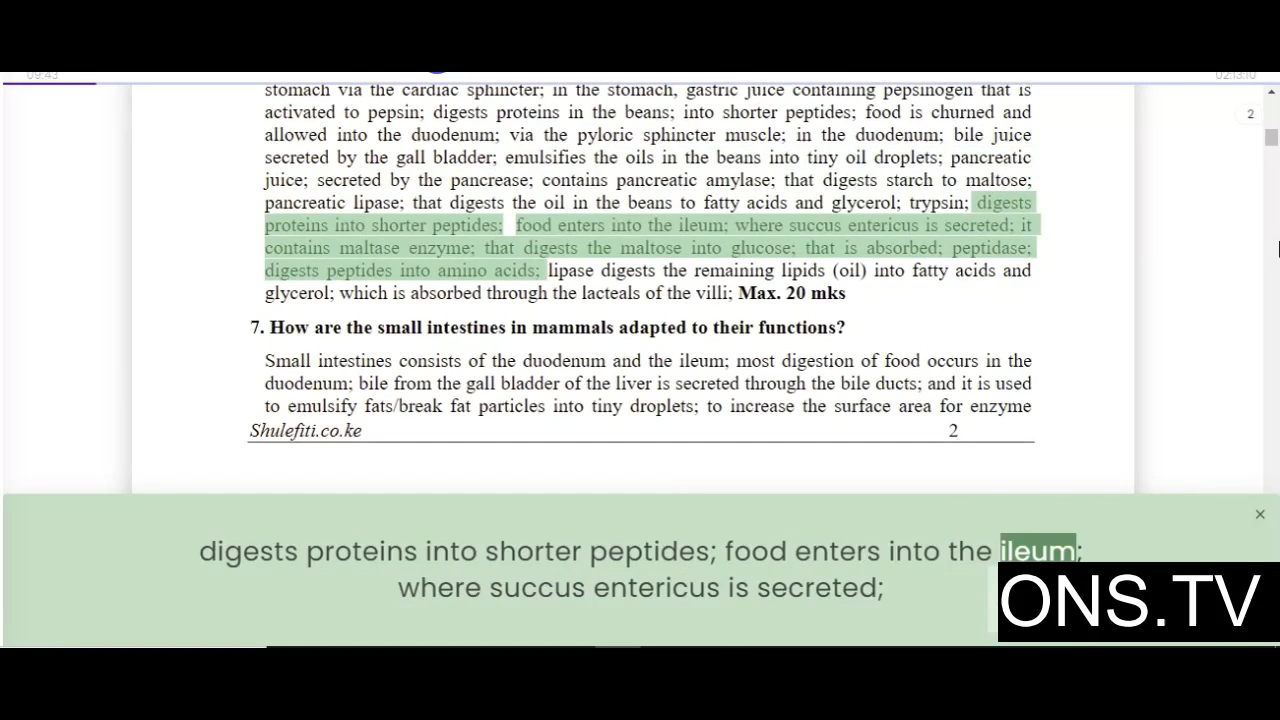 09:43
02:13:10
stomach via the cardiac sphincter; in the stomach, gastric juice containing pepsinogen that is
2
activated to pepsin; digests proteins in the beans; into shorter peptides; food is churned and
allowed into the duodenum; via the pyloric sphincter muscle; in the duodenum; bile juice
secreted by the gall bladder; emulsifies the oils in the beans into tiny oil droplets; pancreatic
juice; secreted by the pancrease; contains pancreatic amylase; that digests starch to maltose;
pancreatic lipase; that digests the oil in the beans to fatty acids and glycerol; trypsin; digests
proteins into shorter peptides; food enters into the ileum; where succus entericus is secreted; it
contains maltase enzyme; that digests the maltose into glucose; that is absorbed; peptidase;
digests peptides into amino acids; lipase digests the remaining lipids (oil) into fatty acids and
glycerol; which is absorbed through the lacteals of the villi; Max. 20 mks
7. How are the small intestines in mammals adapted to their functions?
Small intestines consists of the duodenum and the ileum; most digestion of food occurs in the
duodenum; bile from the gall bladder of the liver is secreted through the bile ducts; and it is used
to emulsify fats/break fat particles into tiny droplets; to increase the surface area for enzyme
Shulefiti.co.ke 2
digests proteins into shorter peptides; food enters into the ileum;
where succus entericus is secreted;
ONS.TV